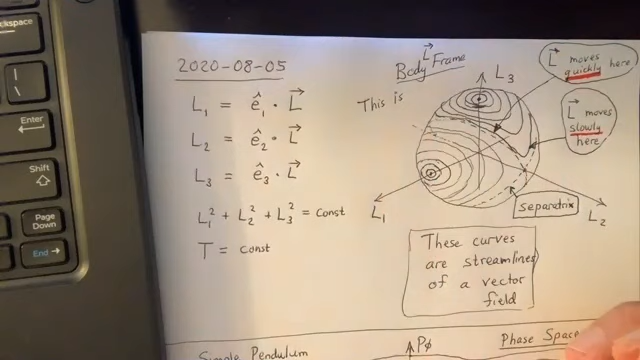 ckspace
|
\
Enter
Shift
Page
Up
Page
Down
End
2020-08-05
L₁ = ê₁ · L⃗
L₂ = ê₂ · L⃗
L₃ = ê₃ · L⃗
L₁² + L₂² + L₃² = const
T = const
L⃗
Body Frame
This is
L₃
L₁
L₂
L⃗ moves
quickly here
L⃗ moves
slowly
here
separatrix
These curves
are streamlines
of a vector
field
Simple Pendulum
Pϕ
Phase Space